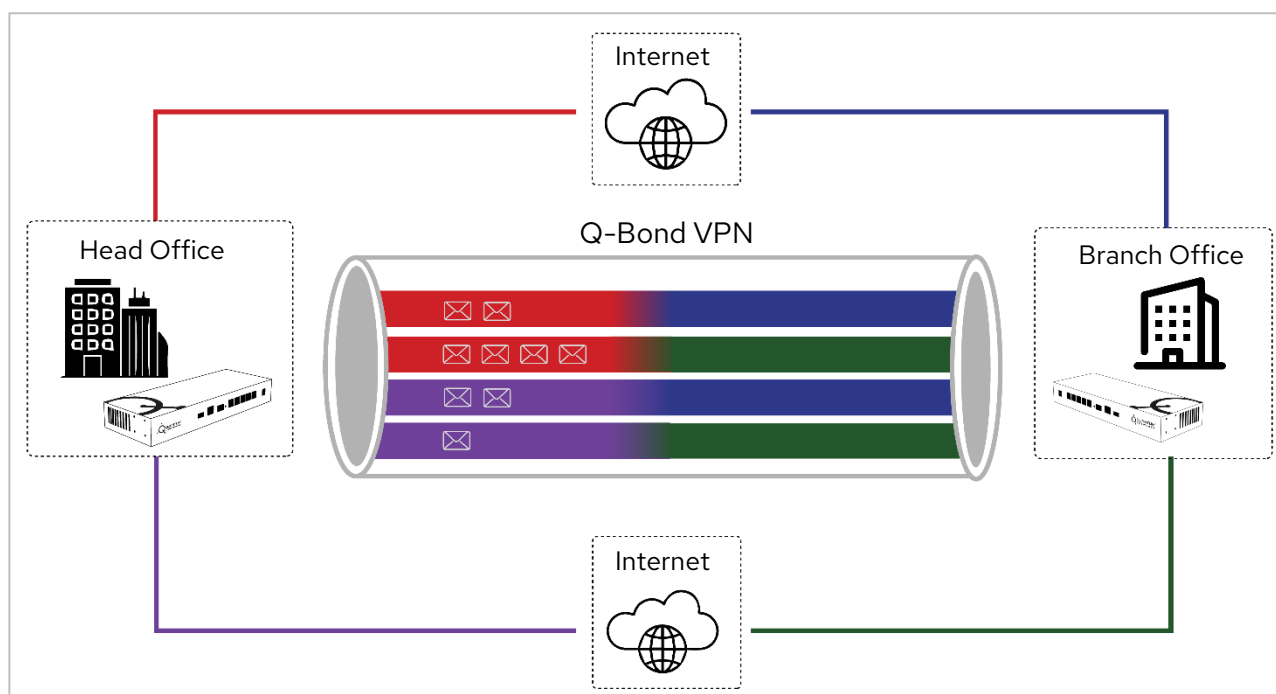 Internet
Q-Bond VPN
Head Office
Branch Office
Internet